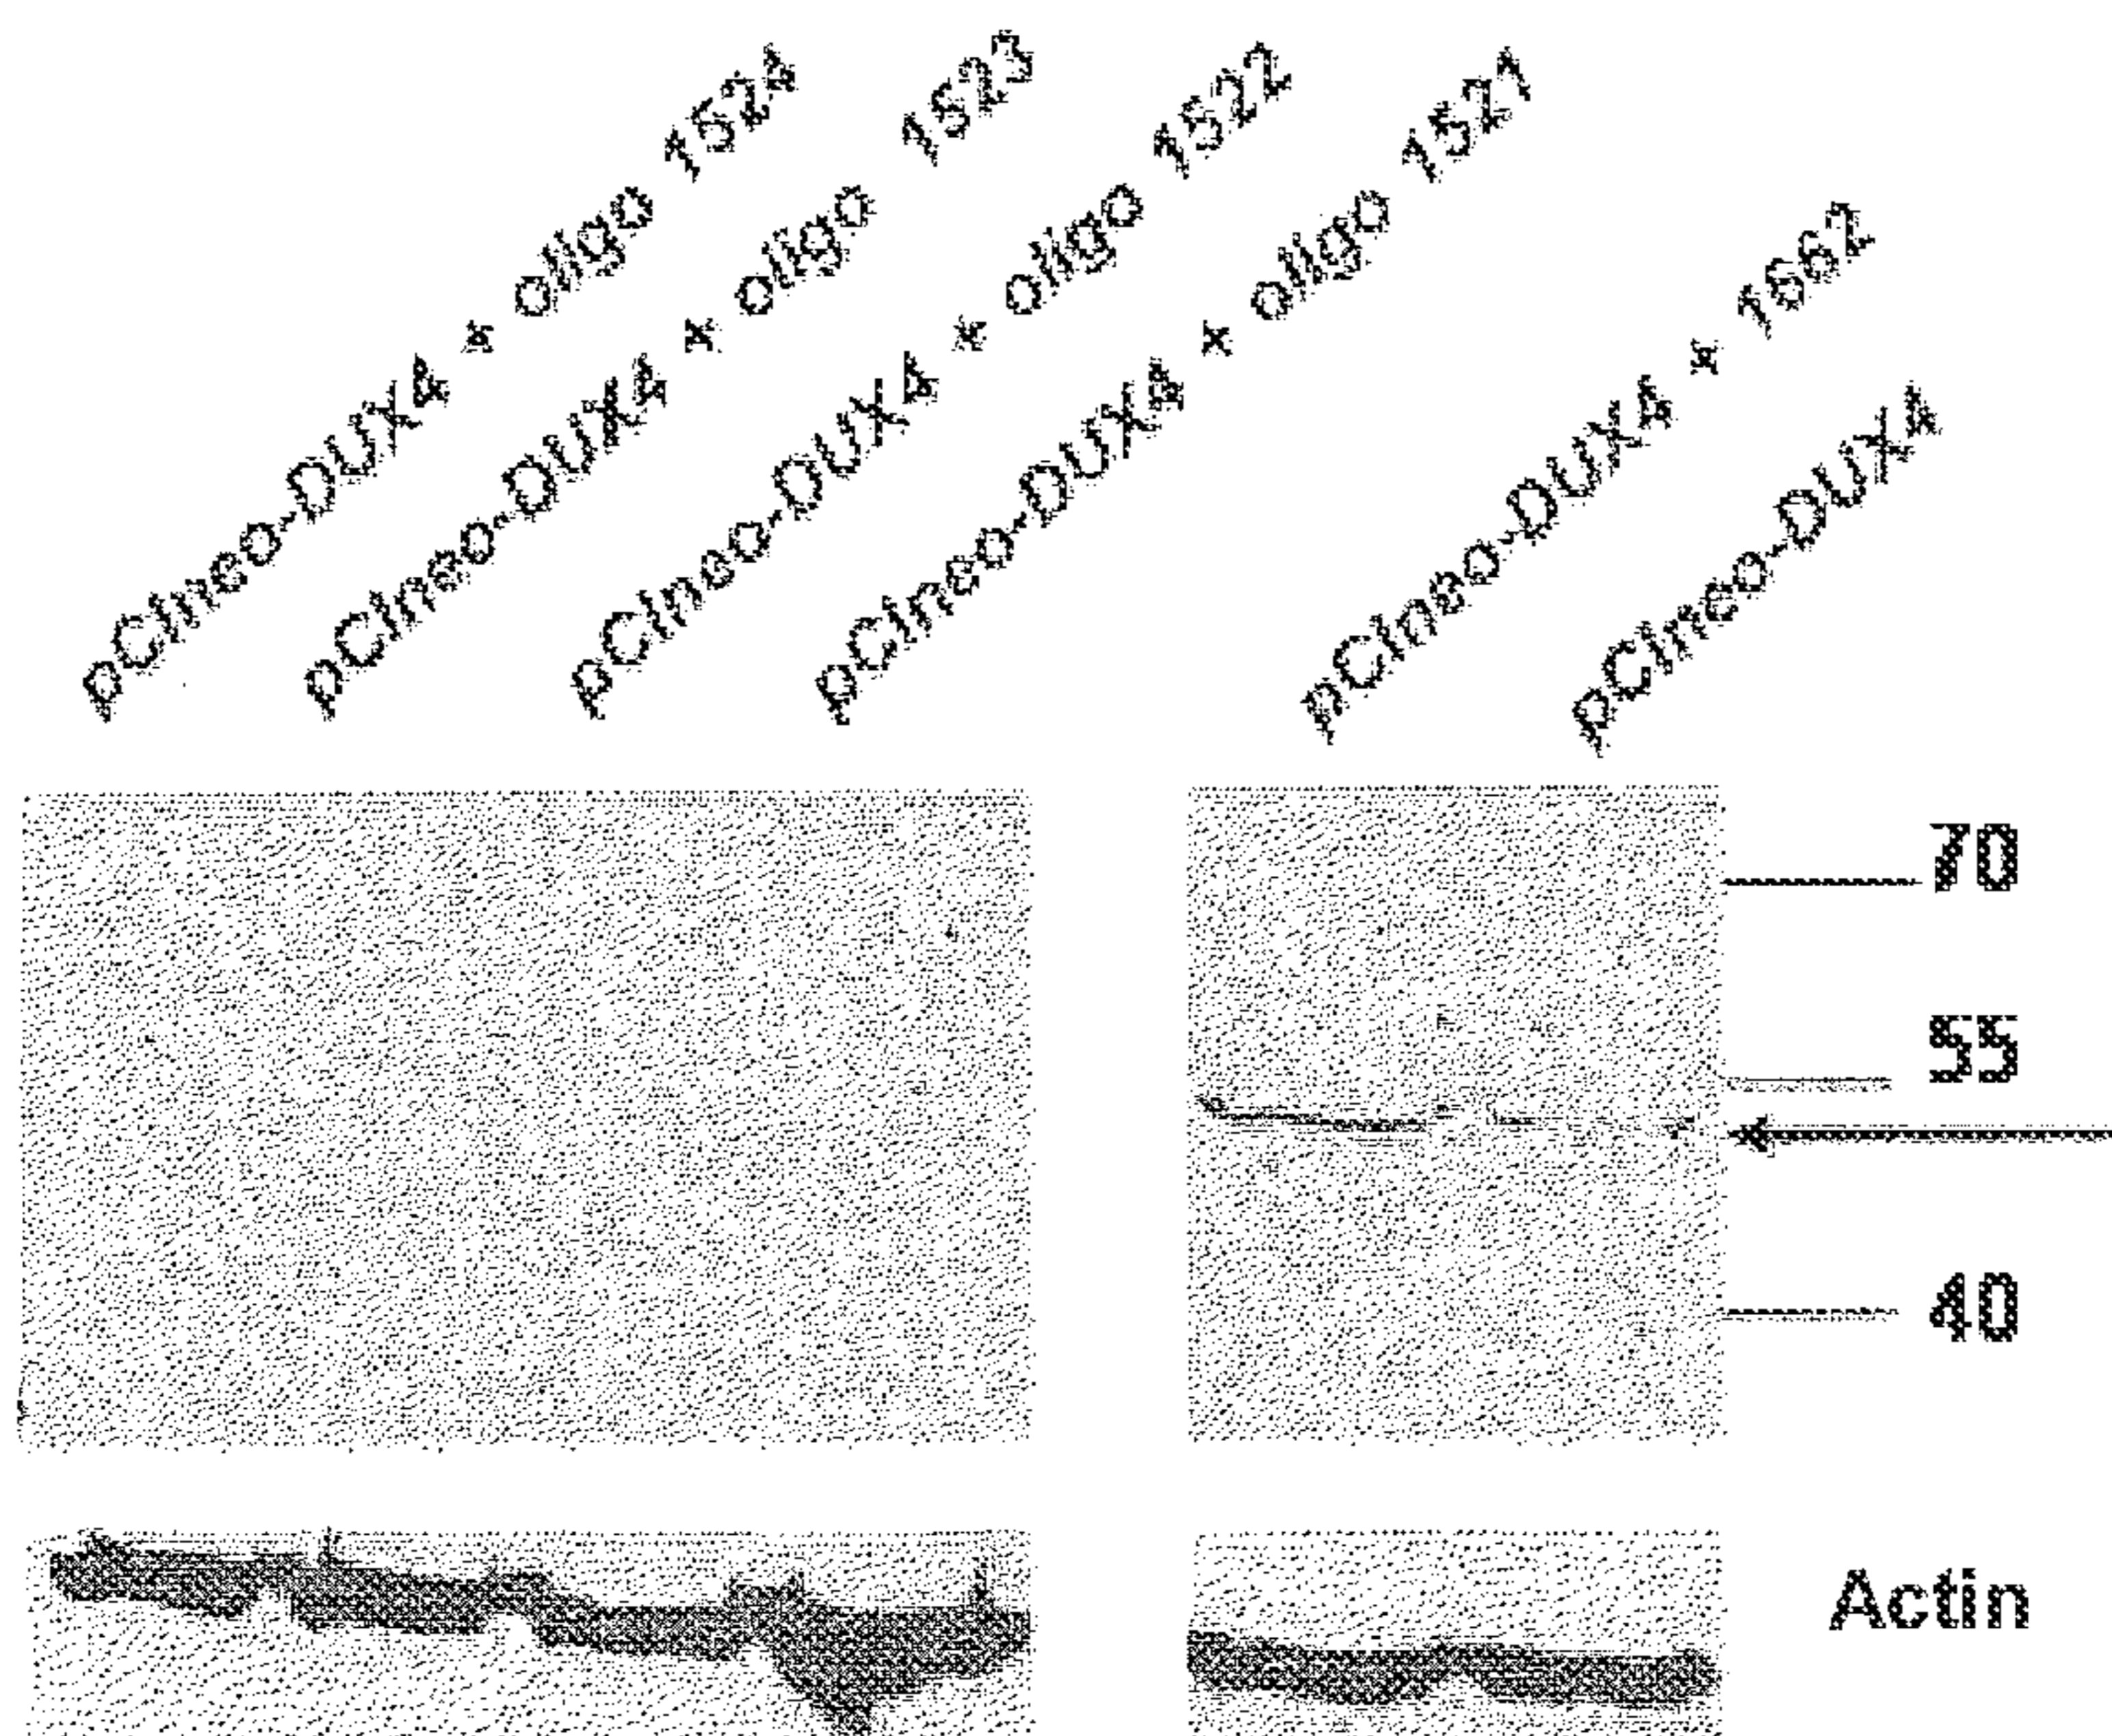 pCIneo-DUX4 + oligo 1524
pCIneo-DUX4 + oligo 1523
pCIneo-DUX4 + oligo 1522
pCIneo-DUX4 + oligo 1521
pCIneo-DUX4 + 1662
pCIneo-DUX4
70
55
40
Actin